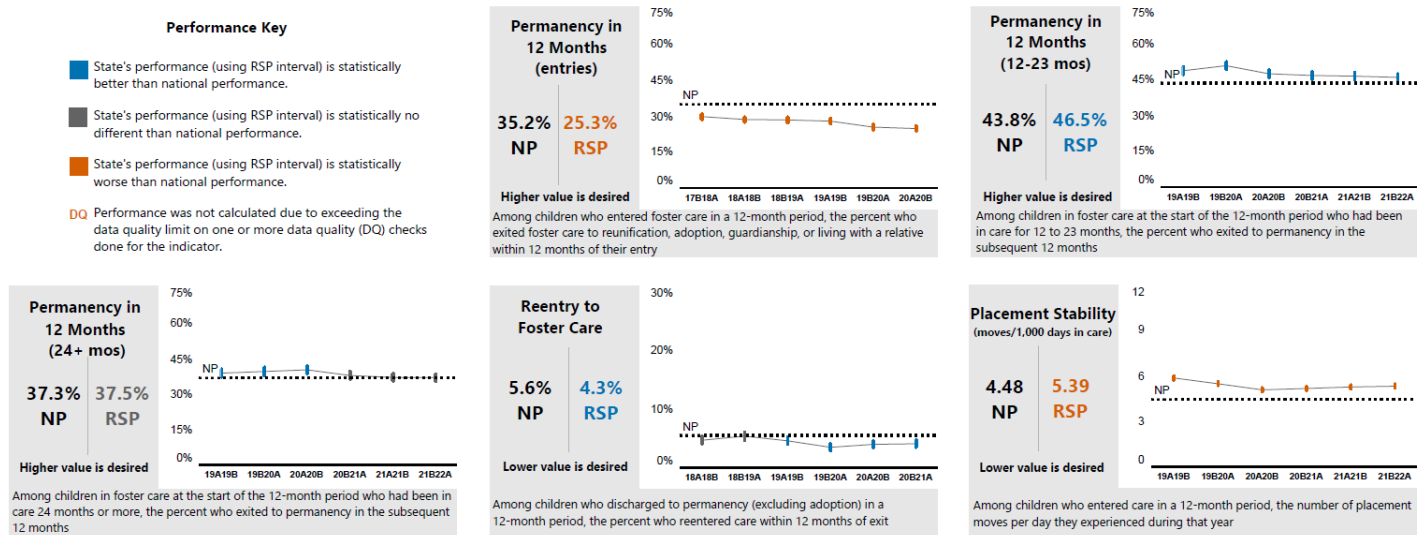 Performance Key
State's performance (using RSP interval) is statistically
better than national performance.
State's performance (using RSP interval) is statistically no
different than national performance.
State's performance (using RSP interval) is statistically
worse than national performance.
DQ Performance was not calculated due to exceeding the
data quality limit on one or more data quality (DQ) checks
done for the indicator.
Permanency in
12 Months
(entries)
35.2% 25.3%
NP RSP
Higher value is desired
75%
60%
45%
NP
30%
15%
0%
17B18A 18A18B 18B19A 19A19B 19B20A 20A20B
Among children who entered foster care in a 12-month period, the percent who
exited foster care to reunification, adoption, guardianship, or living with a relative
within 12 months of their entry
Permanency in
12 Months
(12-23 mos)
43.8% 46.5%
NP RSP
Higher value is desired
75%
60%
NP
45%
30%
15%
0%
19A19B 19B20A 20A20B 20B21A 21A21B 21B22A
Among children in foster care at the start of the 12-month period who had been
in care for 12 to 23 months, the percent who exited to permanency in the
subsequent 12 months
Permanency in
12 Months
(24+ mos)
37.3% 37.5%
NP RSP
Higher value is desired
75%
60%
45%
NP
30%
15%
0%
19A19B 19B20A 20A20B 20B21A 21A21B 21B22A
Among children in foster care at the start of the 12-month period who had been in
care 24 months or more, the percent who exited to permanency in the subsequent
12 months
Reentry to
Foster Care
5.6% 4.3%
NP RSP
Lower value is desired
30%
20%
10%
NP
0%
18A18B 18B19A 19A19B 19B20A 20A20B 20B21A
Among children who discharged to permanency (excluding adoption) in a
12-month period, the percent who reentered care within 12 months of exit
Placement Stability
(moves/1,000 days in care)
4.48 5.39
NP RSP
Lower value is desired
12
9
6
NP
3
0
19A19B 19B20A 20A20B 20B21A 21A21B 21B22A
Among children who entered care in a 12-month period, the number of placement
moves per day they experienced during that year